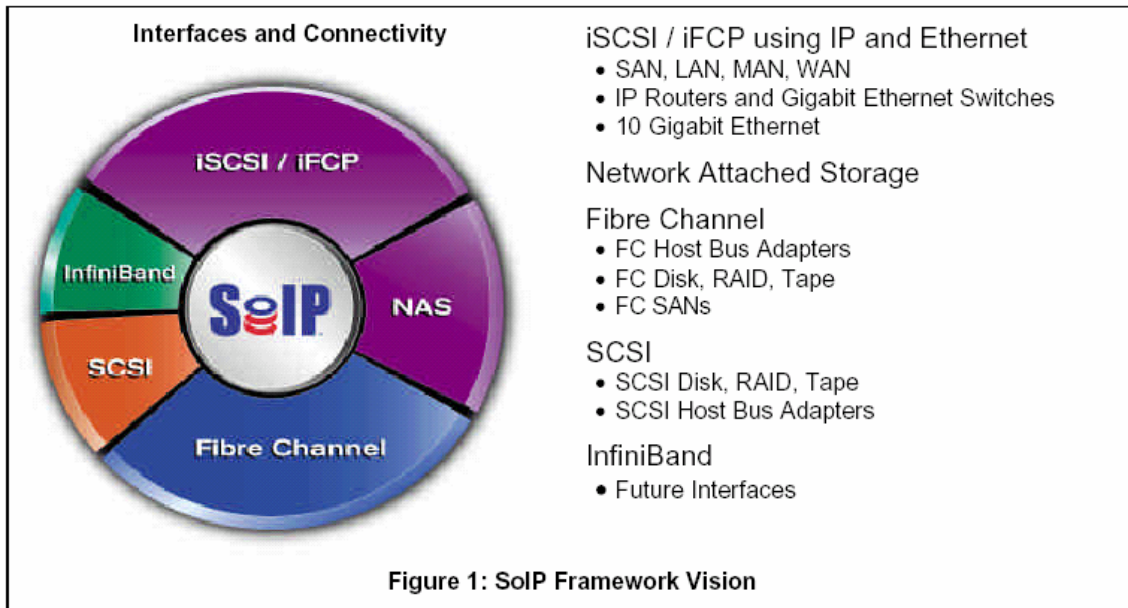 Interfaces and Connectivity
iSCSI / iFCP
InfiniBand
SoIP
NAS
SCSI
Fibre Channel
iSCSI / iFCP using IP and Ethernet
• SAN, LAN, MAN, WAN
• IP Routers and Gigabit Ethernet Switches
• 10 Gigabit Ethernet
Network Attached Storage
Fibre Channel
• FC Host Bus Adapters
• FC Disk, RAID, Tape
• FC SANs
SCSI
• SCSI Disk, RAID, Tape
• SCSI Host Bus Adapters
InfiniBand
• Future Interfaces
Figure 1: SoIP Framework Vision